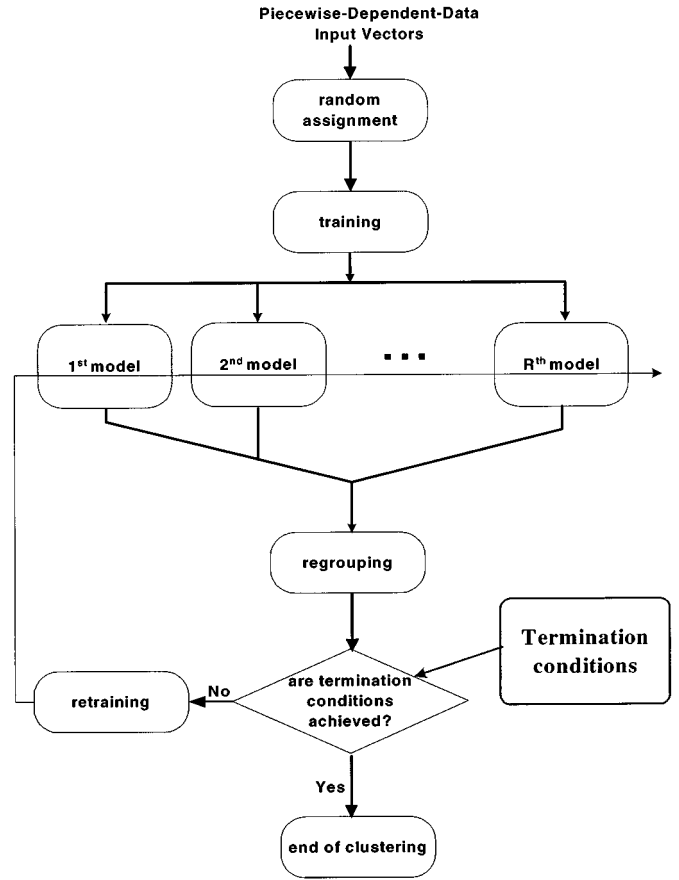 Piecewise-Dependent-Data
Input Vectors
random
assignment
training
1st model
2nd model
...
Rth model
regrouping
Termination
conditions
are termination
conditions
achieved?
No
retraining
Yes
end of clustering